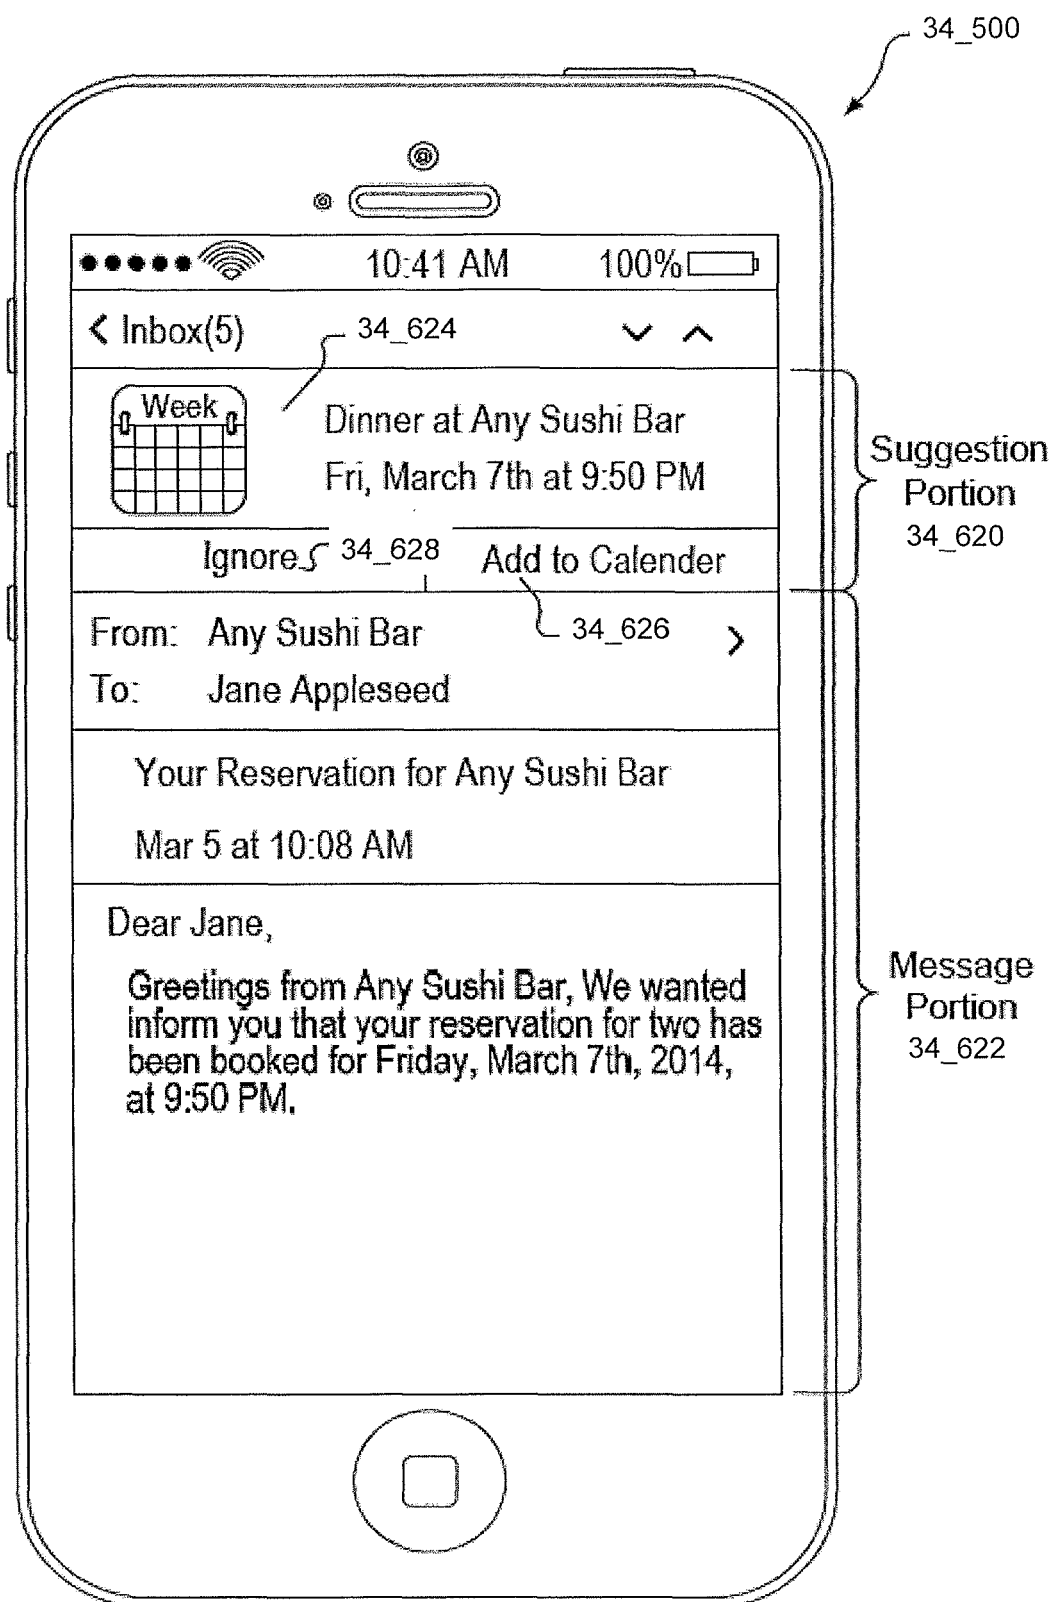 34_500
10:41 AM 100%
Inbox(5) 34_624
Week
Dinner at Any Sushi Bar
Fri, March 7th at 9:50 PM
Suggestion
Portion
34_620
Ignore 34_628 Add to Calender
From: Any Sushi Bar 34_626
To: Jane Appleseed
Your Reservation for Any Sushi Bar
Mar 5 at 10:08 AM
Dear Jane,
Greetings from Any Sushi Bar, We wanted
inform you that your reservation for two has
been booked for Friday, March 7th, 2014,
at 9:50 PM.
Message
Portion
34_622